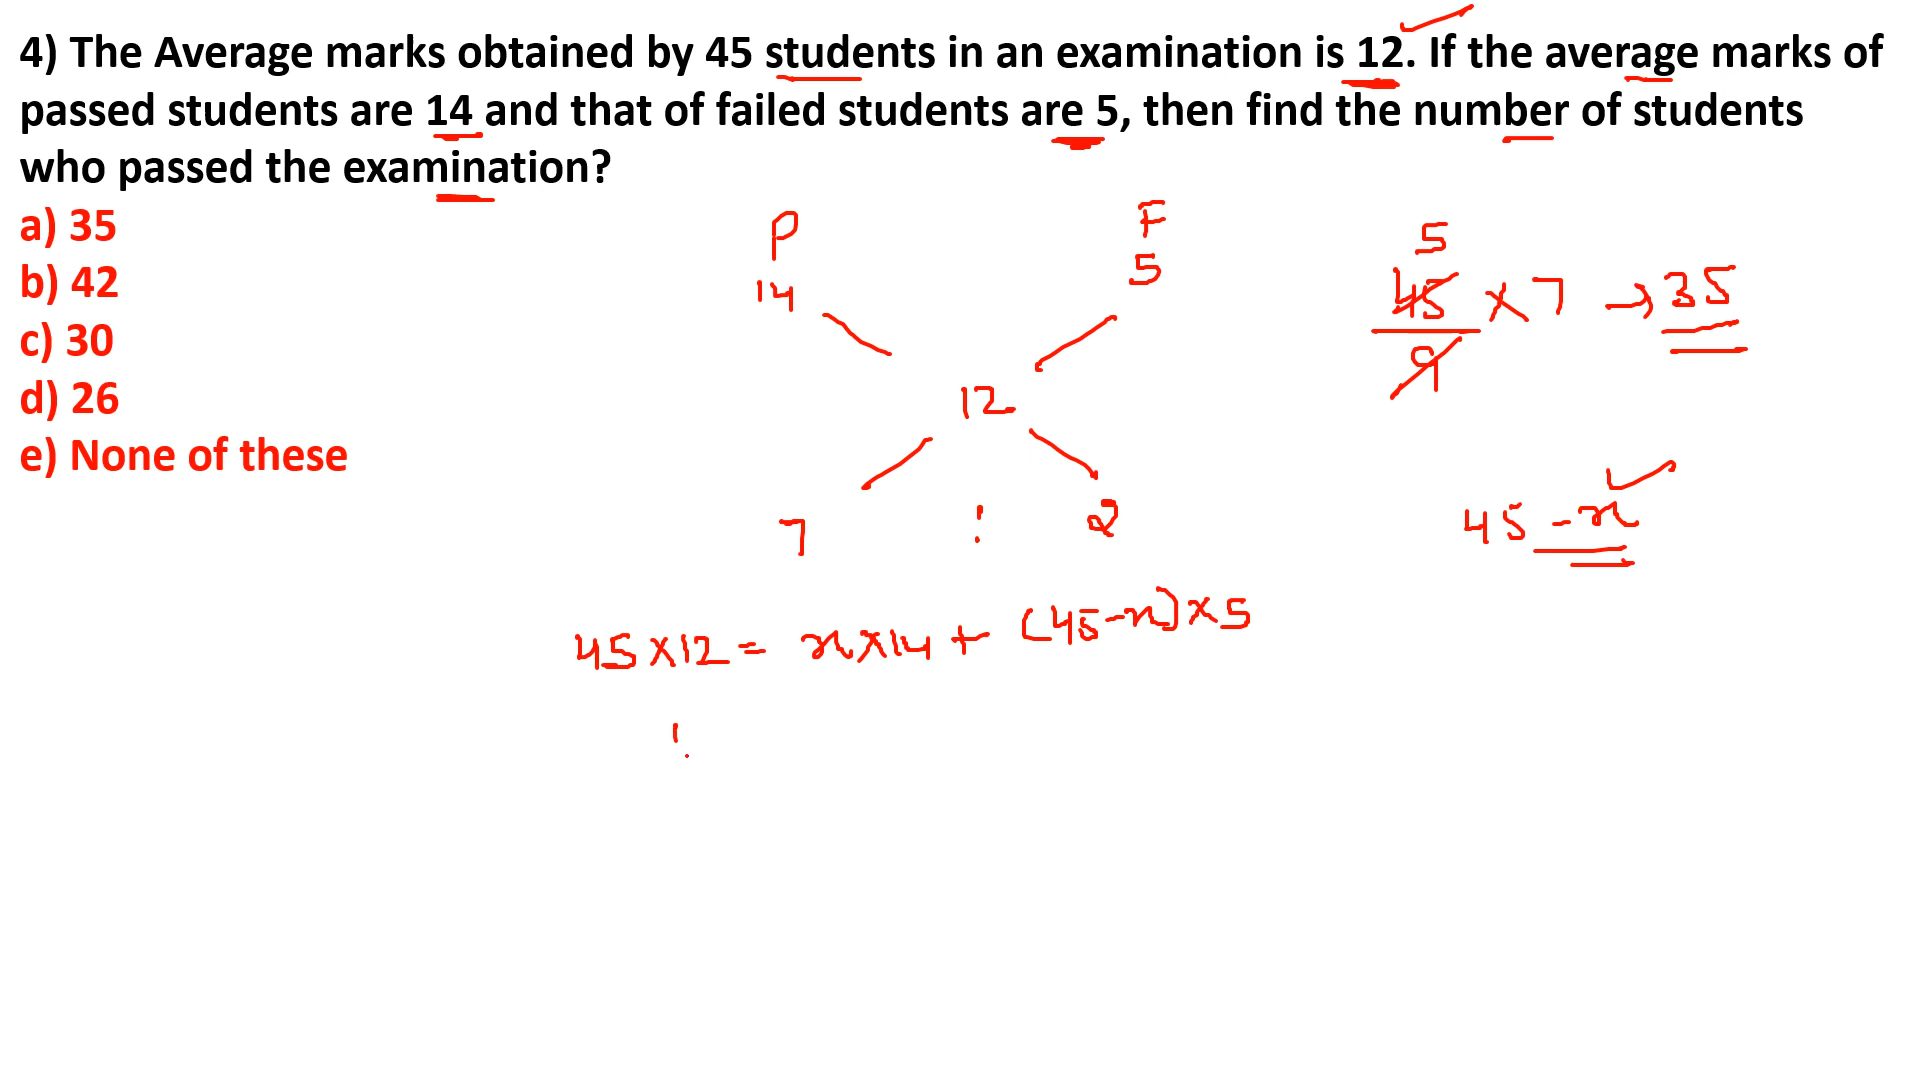 4) The Average marks obtained by 45 students in an examination is 12. If the average marks of
passed students are 14 and that of failed students are 5, then find the number of students
who passed the examination?
a) 35
b) 42
c) 30
d) 26
e) None of these
P F
14 5
12
7 : 2
5
45/9 × 7 → 35
45 - x
45 × 12 = x × 14 + (45 - x) × 5